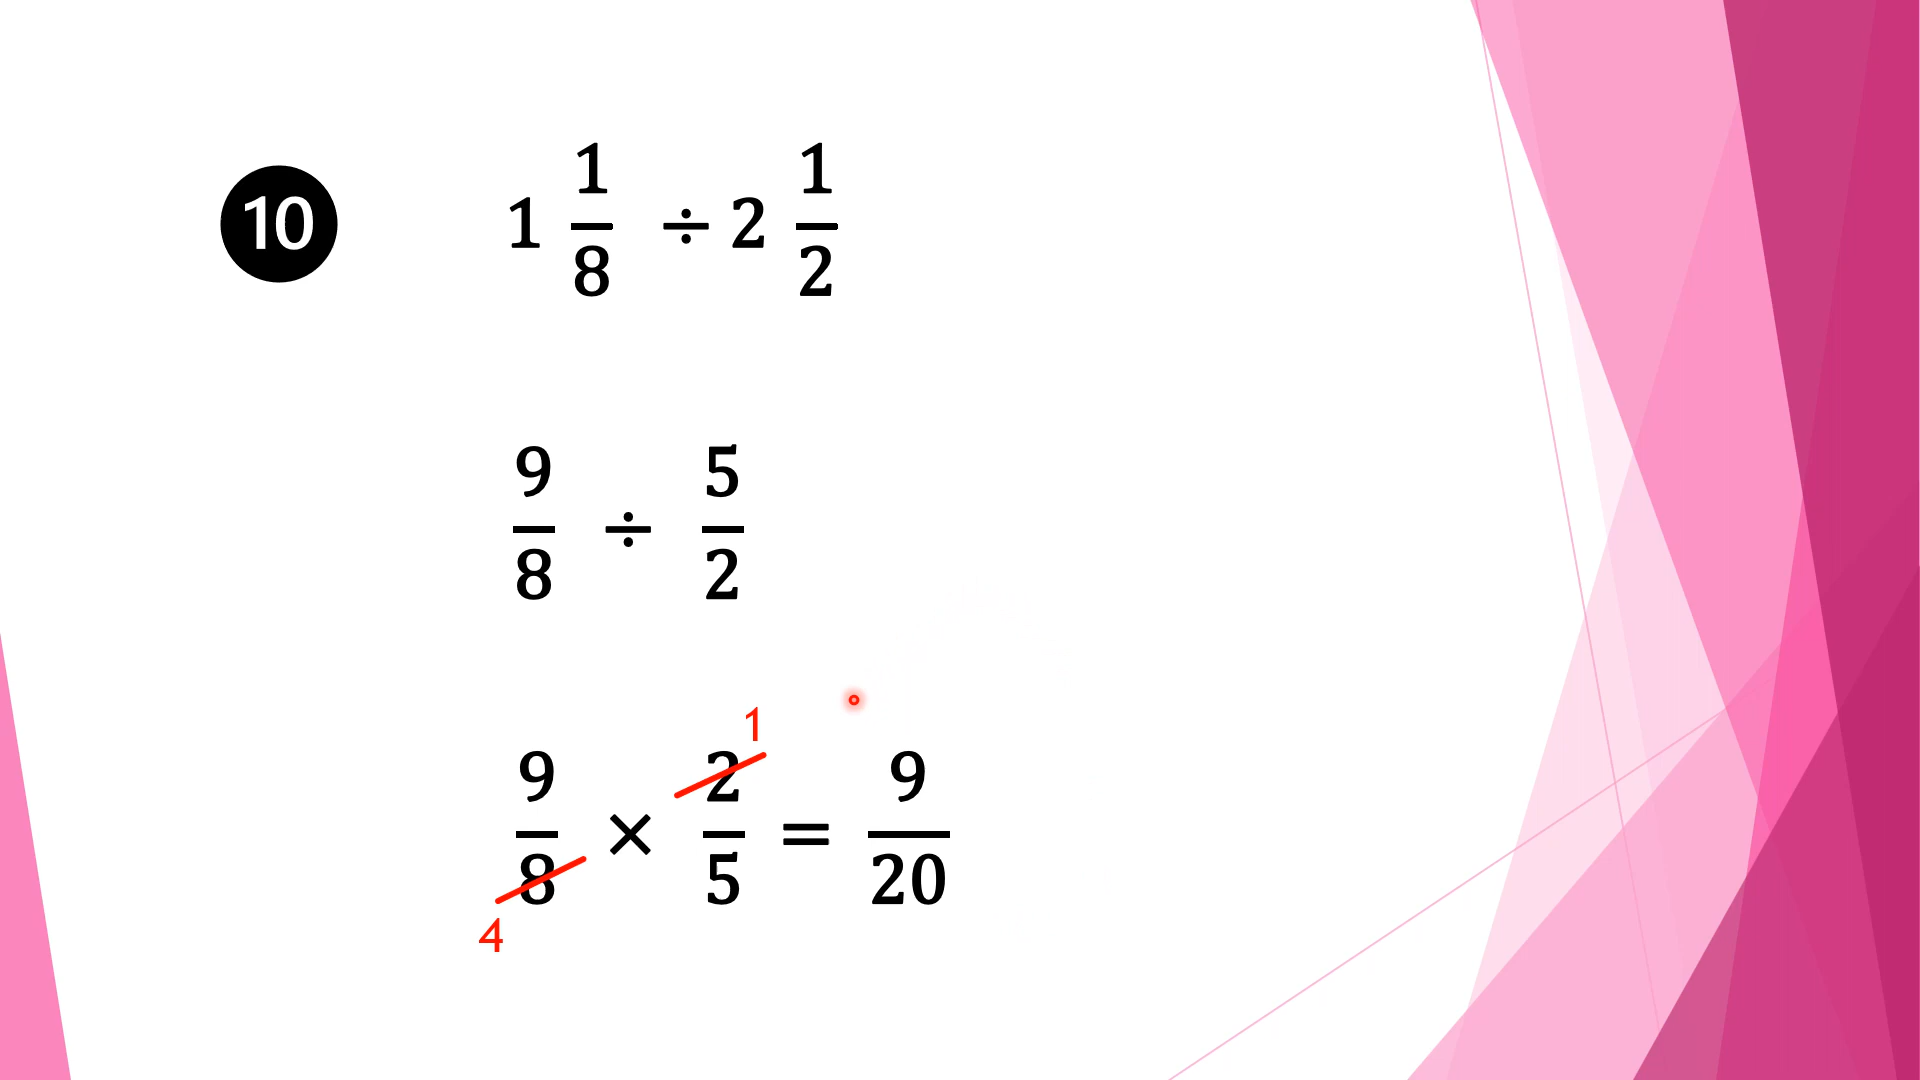 10 1 1/8 ÷ 2 1/2
9/8 ÷ 5/2
1
9/8 × 2/5 = 9/20
4